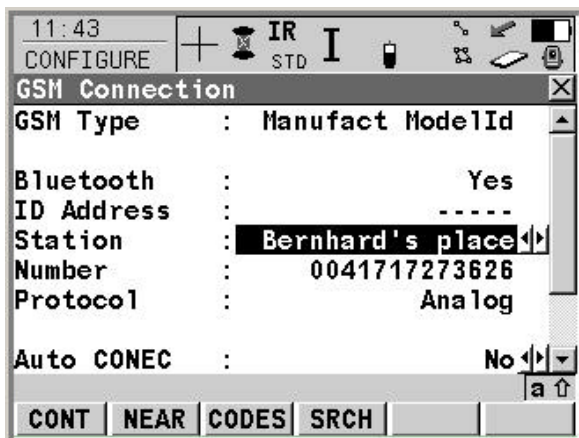 11:43
CONFIGURE
IR
STD
I
GSM Connection
GSM Type : Manufact ModelId
Bluetooth : Yes
ID Address : -----
Station : Bernhard's place
Number : 0041717273626
Protocol : Analog
Auto CONEC : No
a
CONT NEAR CODES SRCH